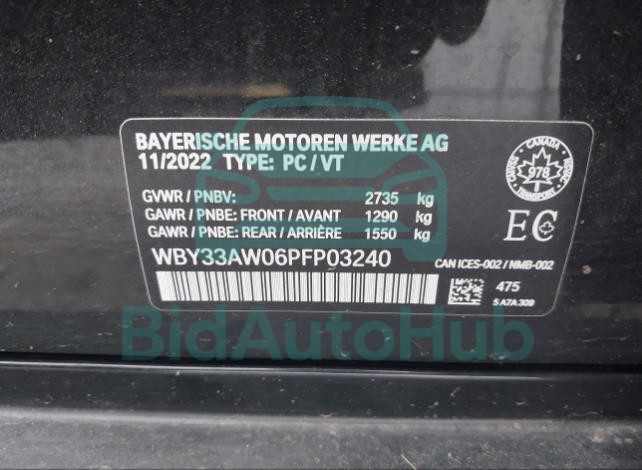 BAYERISCHE MOTOREN WERKE AG
11/2022 TYPE: PC/VT
GVWR/PNBV: 2735 kg
GAWR/PNBE: FRONT/AVANT 1290 kg
GAWR/PNBE: REAR/ARRIÈRE 1550 kg
WBY33AW06PFP03240
CANADA
978
TRANSPORT
EC
CAN ICES-002/NMB-002
475
5A7A309
BidAutoHub